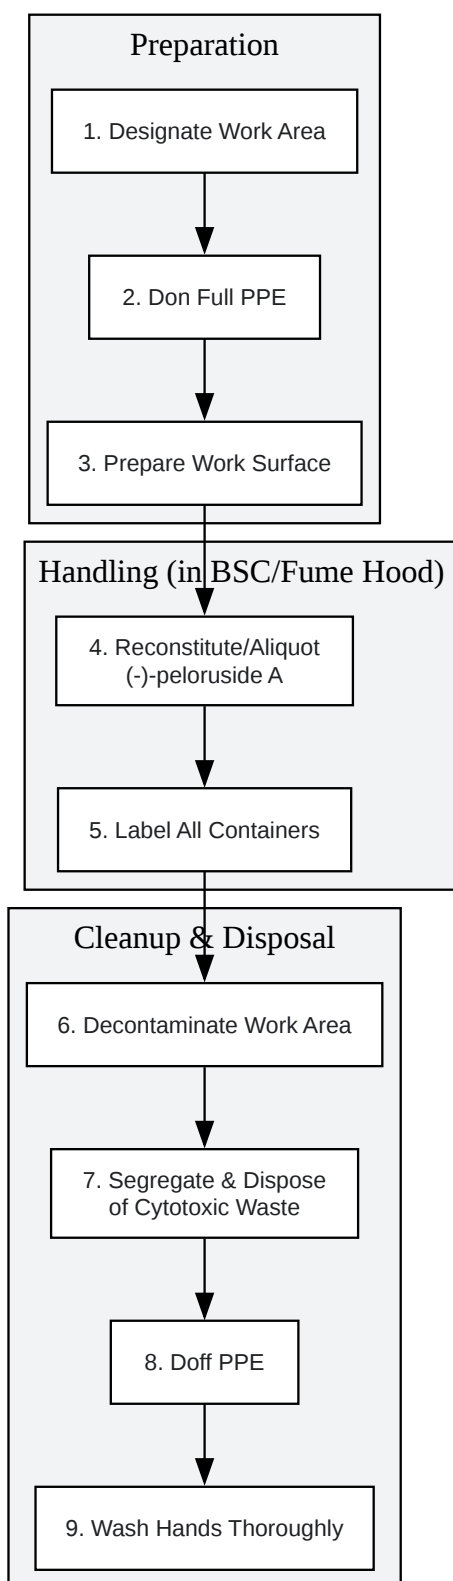 Preparation
1. Designate Work Area
2. Don Full PPE
3. Prepare Work Surface
Handling (in BSC/Fume Hood)
4. Reconstitute/Aliquot
(-)-peloruside A
5. Label All Containers
Cleanup & Disposal
6. Decontaminate Work Area
7. Segregate & Dispose
of Cytotoxic Waste
8. Doff PPE
9. Wash Hands Thoroughly